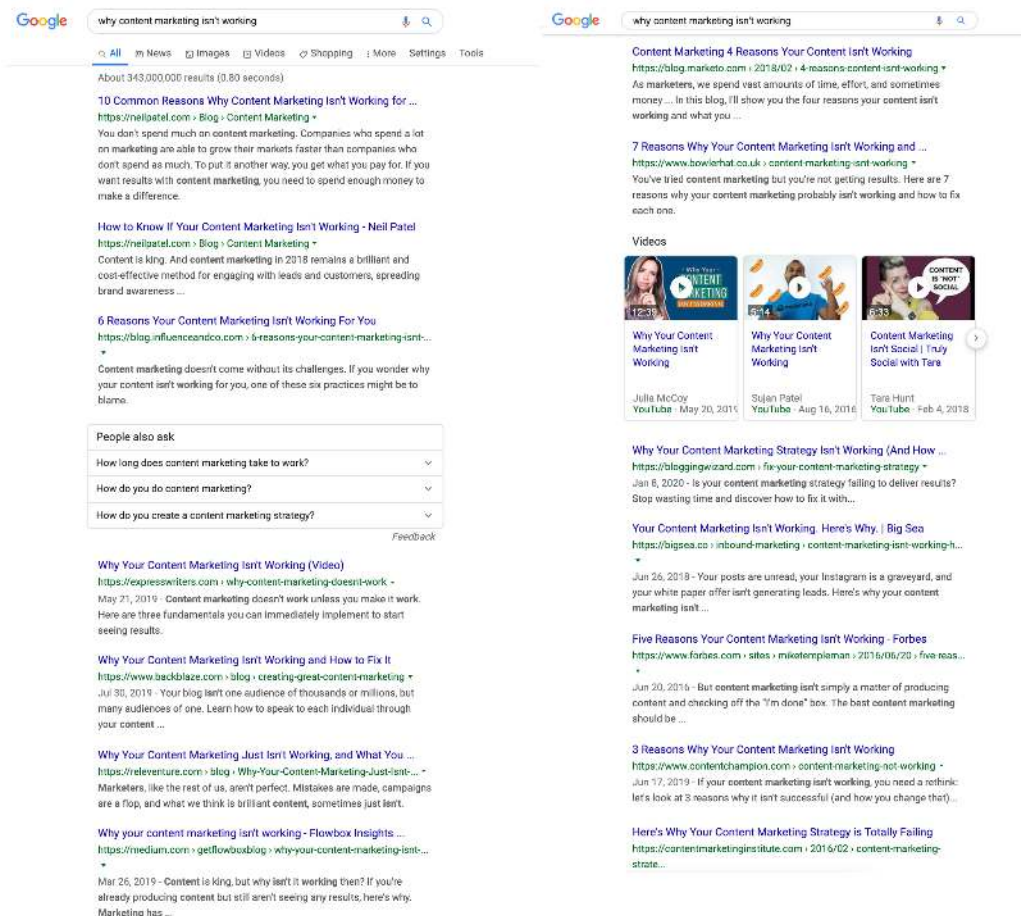 Google
why content marketing isn't working
All
News
Images
Videos
Shopping
More
Settings
Tools
About 343,000,000 results (0.80 seconds)
10 Common Reasons Why Content Marketing Isn't Working for ...
https://neilpatel.com › Blog › Content Marketing
You don't spend much on content marketing. Companies who spend a lot
on marketing are able to grow their markets faster than companies who
don't spend as much. To put it another way, you get what you pay for. If you
want results with content marketing, you need to spend enough money to
make a difference.
How to Know If Your Content Marketing Isn't Working - Neil Patel
https://neilpatel.com › Blog › Content Marketing
Content is king. And content marketing in 2018 remains a brilliant and
cost-effective method for engaging with leads and customers, spreading
brand awareness ...
6 Reasons Your Content Marketing Isn't Working For You
https://blog.influenceandco.com › 6-reasons-your-content-marketing-isnt-...
Content marketing doesn't come without its challenges. If you wonder why
your content isn't working for you, one of these six practices might be to
blame.
People also ask
How long does content marketing take to work?
How do you do content marketing?
How do you create a content marketing strategy?
Feedback
Why Your Content Marketing Isn't Working (Video)
https://expresswriters.com › why-content-marketing-doesnt-work
May 21, 2019 - Content marketing doesn't work unless you make it work.
Here are three fundamentals you can immediately implement to start
seeing results.
Why Your Content Marketing Isn't Working and How to Fix It
https://www.backblaze.com › blog › creating-great-content-marketing
Jul 30, 2019 - Your blog isn't one audience of thousands or millions, but
many audiences of one. Learn how to speak to each individual through
your content ...
Why Your Content Marketing Just Isn't Working, and What You ...
https://releventure.com › blog › Why-Your-Content-Marketing-Just-Isnt-...
Marketers, like the rest of us, aren't perfect. Mistakes are made, campaigns
are a flop, and what we think is brilliant content, sometimes just isn't.
Why your content marketing isn't working - Flowbox Insights ...
https://medium.com › getflowboxblog › why-your-content-marketing-isnt-...
Mar 26, 2019 - Content is king, but why isn't it working then? If you're
already producing content but still aren't seeing any results, here's why.
Marketing has ...
Google
why content marketing isn't working
Content Marketing 4 Reasons Your Content Isn't Working
https://blog.marketo.com › 2018/02 › 4-reasons-content-isnt-working
As marketers, we spend vast amounts of time, effort, and sometimes
money ... In this blog, I'll show you the four reasons your content isn't
working and what you ...
7 Reasons Why Your Content Marketing Isn't Working and ...
https://www.bowlerhat.co.uk › content-marketing-isnt-working
You've tried content marketing but you're not getting results. Here are 7
reasons why your content marketing probably isn't working and how to fix
each one.
Videos
Why Your
CONTENT
MARKETING
12:39
5:14
CONTENT
IS *NOT*
SOCIAL
6:33
Why Your Content
Marketing Isn't
Working
Julia McCoy
YouTube · May 20, 2019
Why Your Content
Marketing Isn't
Working
Sujan Patel
YouTube · Aug 16, 2016
Content Marketing
Isn't Social | Truly
Social with Tara
Tara Hunt
YouTube · Feb 4, 2018
Why Your Content Marketing Strategy Isn't Working (And How ...
https://bloggingwizard.com › fix-your-content-marketing-strategy
Jan 8, 2020 - Is your content marketing strategy failing to deliver results?
Stop wasting time and discover how to fix it with...
Your Content Marketing Isn't Working. Here's Why. | Big Sea
https://bigsea.co › inbound-marketing › content-marketing-isnt-working-h...
Jun 26, 2018 - Your posts are unread, your Instagram is a graveyard, and
your white paper offer isn't generating leads. Here's why your content
marketing isn't ...
Five Reasons Your Content Marketing Isn't Working - Forbes
https://www.forbes.com › sites › miketempleman › 2016/06/20 › five-reas...
Jun 20, 2016 - But content marketing isn't simply a matter of producing
content and checking off the "I'm done" box. The best content marketing
should be ...
3 Reasons Why Your Content Marketing Isn't Working
https://www.contentchampion.com › content-marketing-not-working
Jun 17, 2019 - If your content marketing isn't working, you need a rethink:
let's look at 3 reasons why it isn't successful (and how you change that)...
Here's Why Your Content Marketing Strategy is Totally Failing
https://contentmarketinginstitute.com › 2016/02 › content-marketing-
strate...